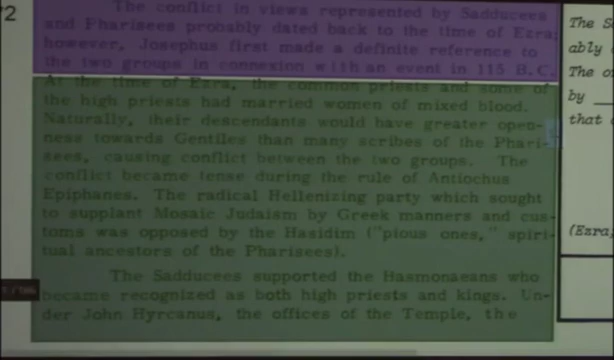 72
The conflict in views represented by Sadducees
and Pharisees probably dated back to the time of Ezra;
however, Josephus first made a definite reference to
the two groups in connexion with an event in 115 B.C.
At the time of Ezra, the common priests and some of
the high priests had married women of mixed blood.
Naturally, their descendants would have greater open-
ness towards Gentiles than many scribes of the Phari-
sees, causing conflict between the two groups. The
conflict became tense during the rule of Antiochus
Epiphanes. The radical Hellenizing party which sought
to supplant Mosaic Judaism by Greek manners and cus-
toms was opposed by the Hasidim ("pious ones," spiri-
tual ancestors of the Pharisees).
The Sadducees supported the Hasmonaeans who
became recognized as both high priests and kings. Un-
der John Hyrcanus, the offices of the Temple, the
The S
ably
The o
by
that
(Ezra;